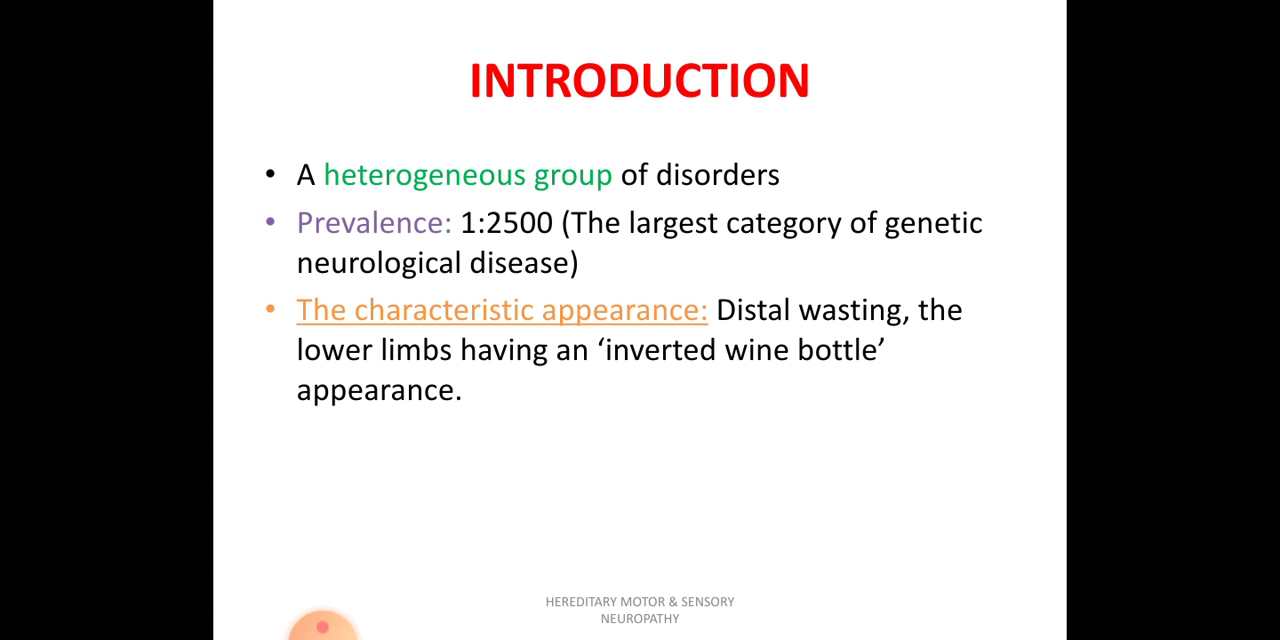 INTRODUCTION
• A heterogeneous group of disorders
• Prevalence: 1:2500 (The largest category of genetic
neurological disease)
• The characteristic appearance: Distal wasting, the
lower limbs having an ‘inverted wine bottle’
appearance.
HEREDITARY MOTOR & SENSORY
NEUROPATHY